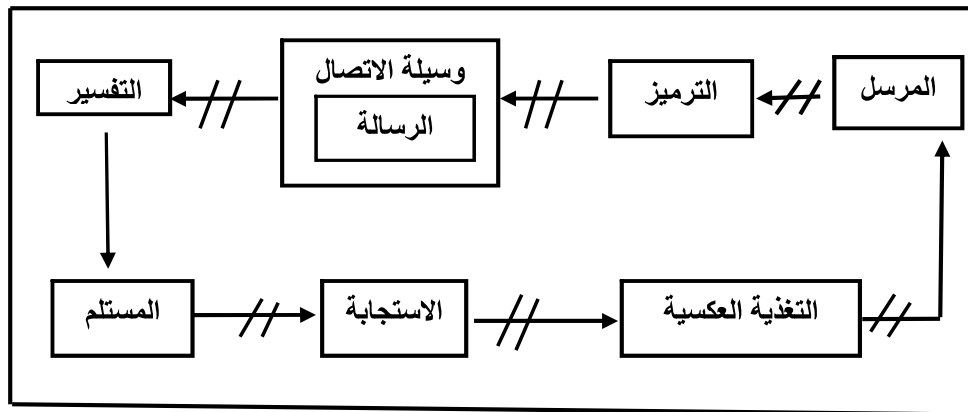 المرسل
الترميز
وسيلة الاتصال
الرسالة
التفسير
المستلم
الاستجابة
التغذية العكسية